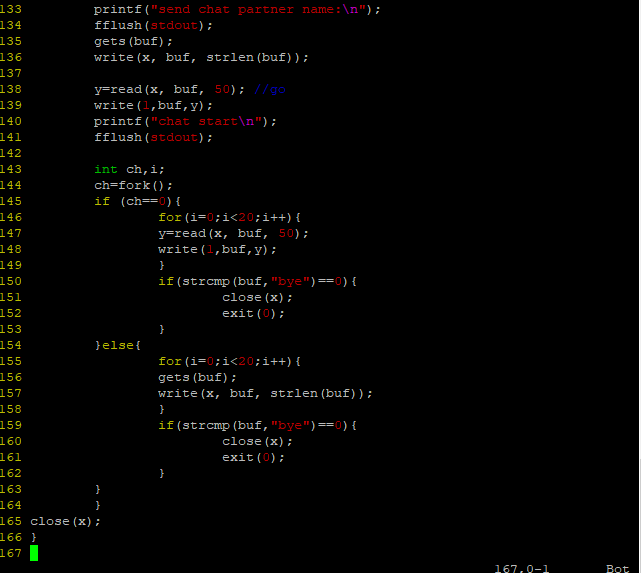 133         printf("send chat partner name:\n");
134         fflush(stdout);
135         gets(buf);
136         write(x, buf, strlen(buf));
137
138         y=read(x, buf, 50); //go
139         write(1,buf,y);
140         printf("chat start\n");
141         fflush(stdout);
142
143         int ch,i;
144         ch=fork();
145         if (ch==0){
146                 for(i=0;i<20;i++){
147                 y=read(x, buf, 50);
148                 write(1,buf,y);
149                 }
150                 if(strcmp(buf,"bye")==0){
151                         close(x);
152                         exit(0);
153                 }
154         }else{
155                 for(i=0;i<20;i++){
156                 gets(buf);
157                 write(x, buf, strlen(buf));
158                 }
159                 if(strcmp(buf,"bye")==0){
160                         close(x);
161                         exit(0);
162                 }
163         }
164         }
165 close(x);
166 }
167
167,0-1 Bot